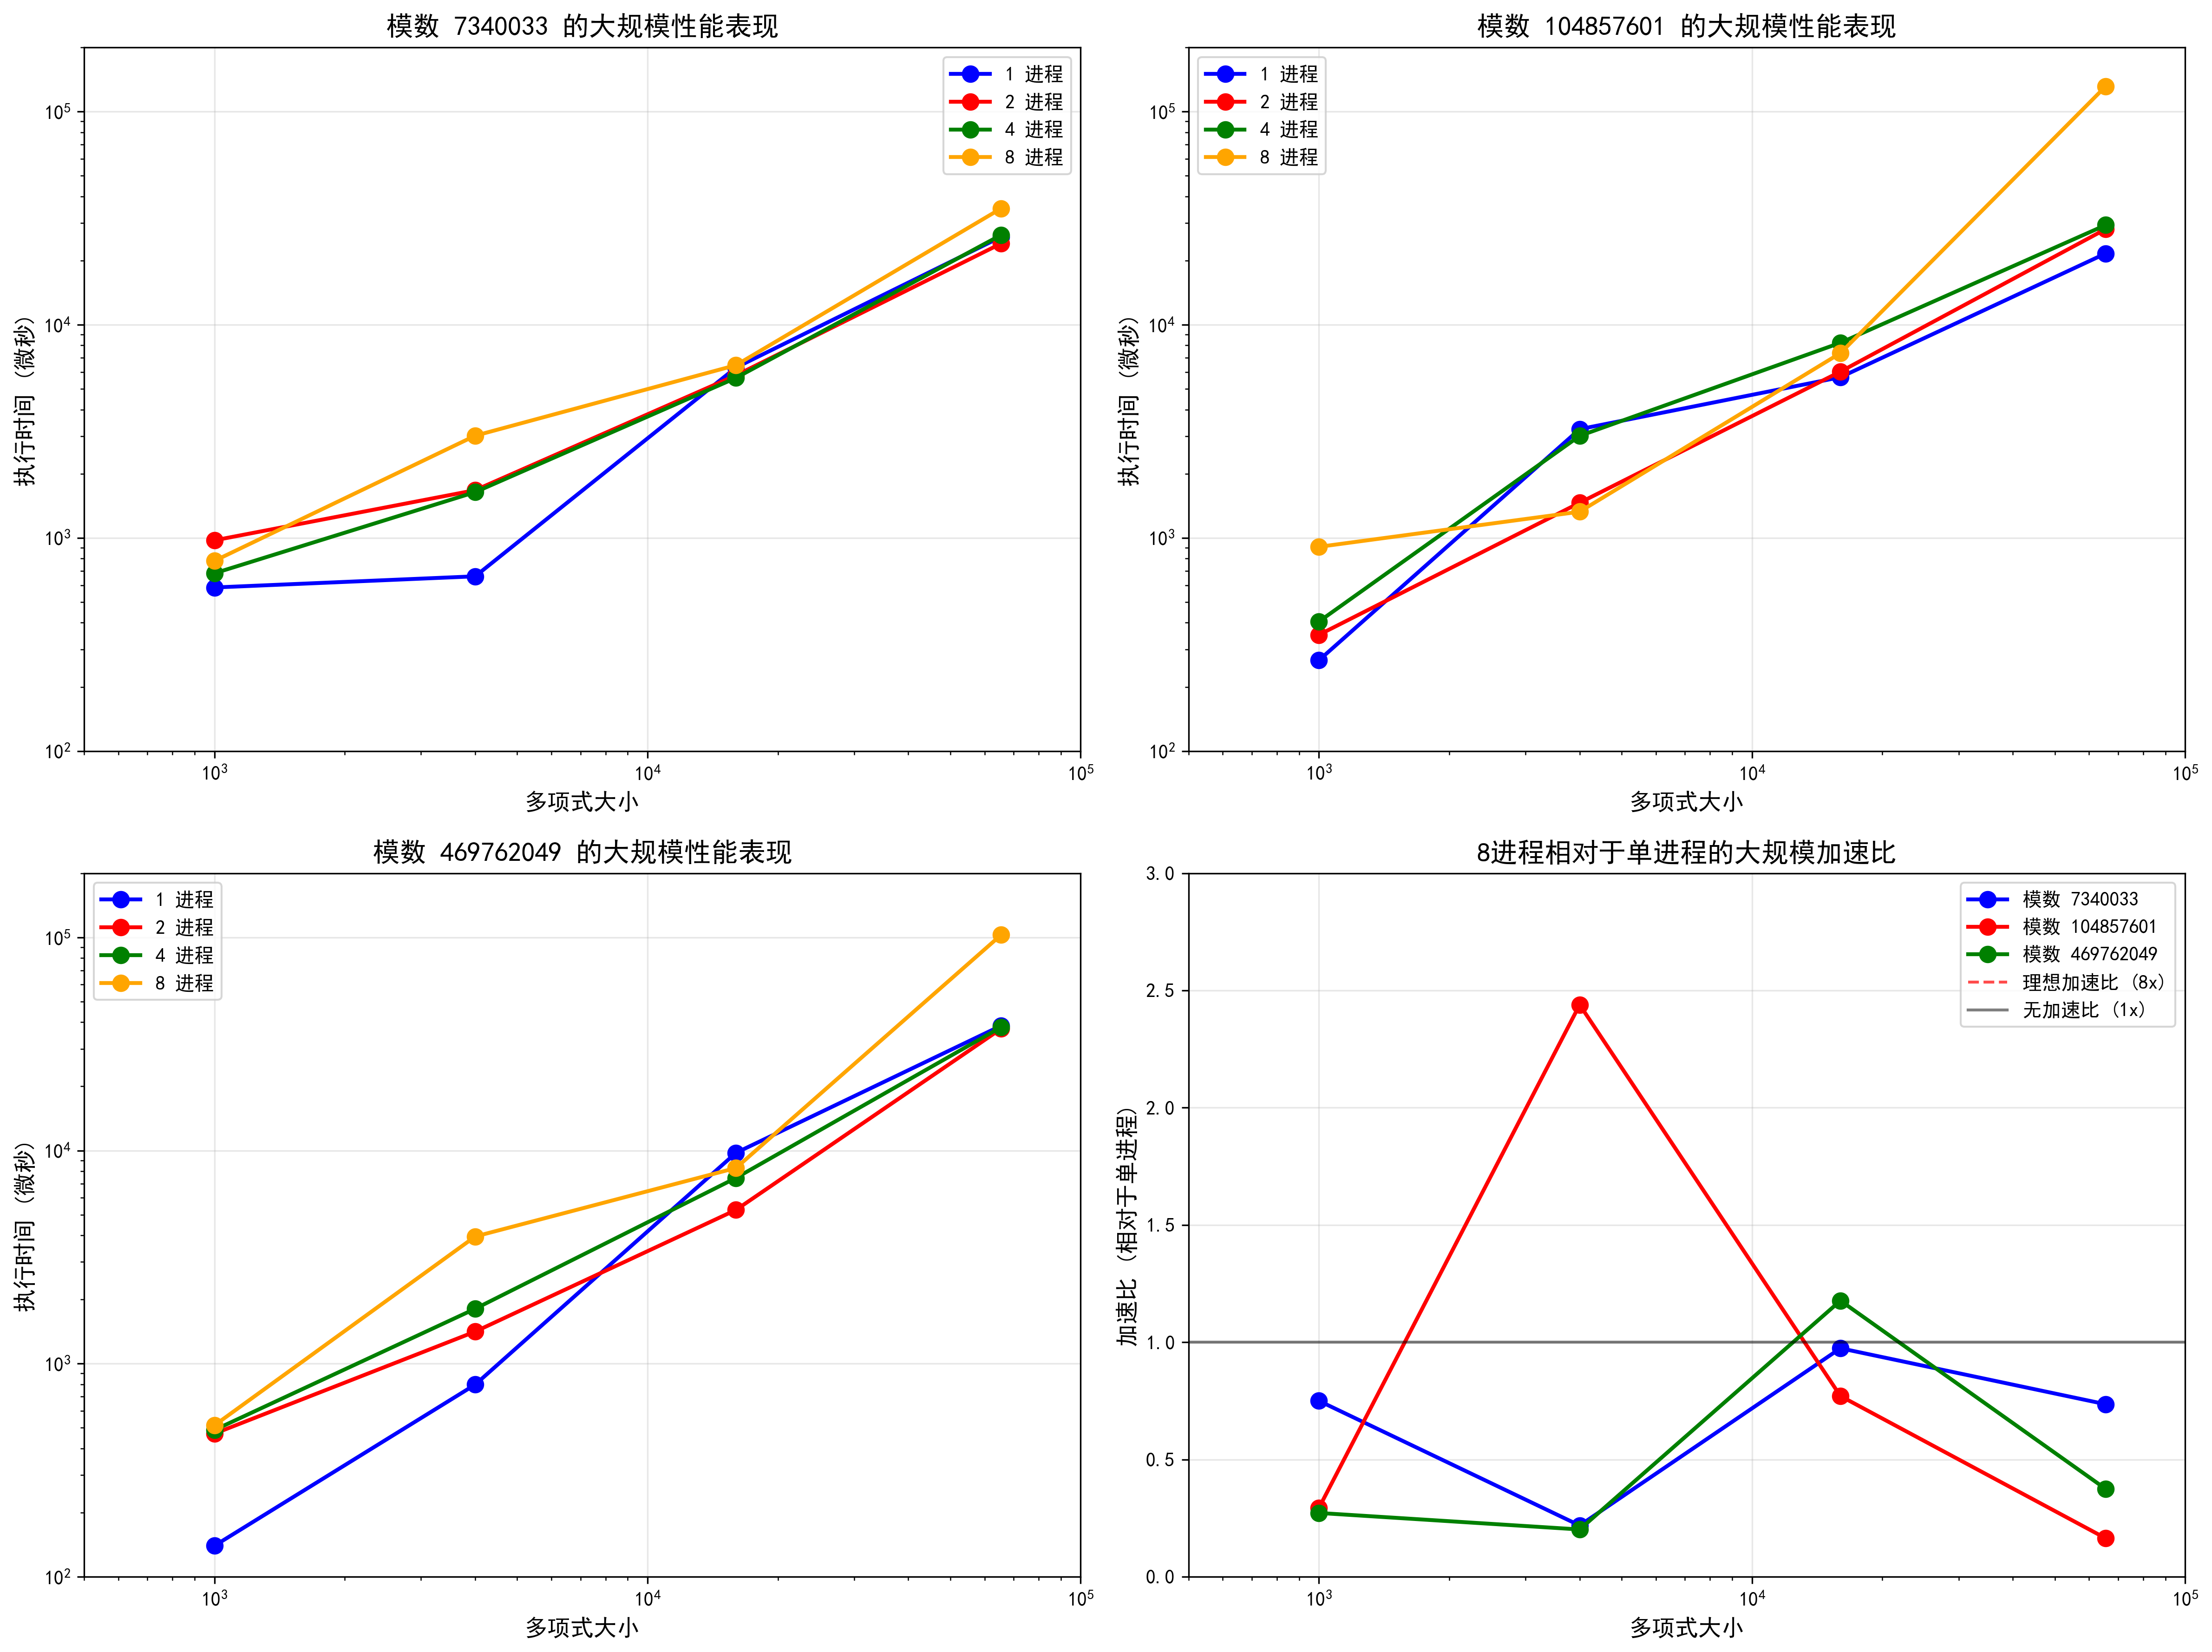 模数 7340033 的大规模性能表现
1 进程
2 进程
4 进程
8 进程
10⁵
10⁴
10³
10²
执行时间 (微秒)
10³
10⁴
10⁵
多项式大小
模数 104857601 的大规模性能表现
1 进程
2 进程
4 进程
8 进程
10⁵
10⁴
10³
10²
执行时间 (微秒)
10³
10⁴
10⁵
多项式大小
模数 469762049 的大规模性能表现
1 进程
2 进程
4 进程
8 进程
10⁵
10⁴
10³
10²
执行时间 (微秒)
10³
10⁴
10⁵
多项式大小
8进程相对于单进程的大规模加速比
模数 7340033
模数 104857601
模数 469762049
理想加速比 (8x)
无加速比 (1x)
3.0
2.5
2.0
1.5
1.0
0.5
0.0
加速比 (相对于单进程)
10³
10⁴
10⁵
多项式大小